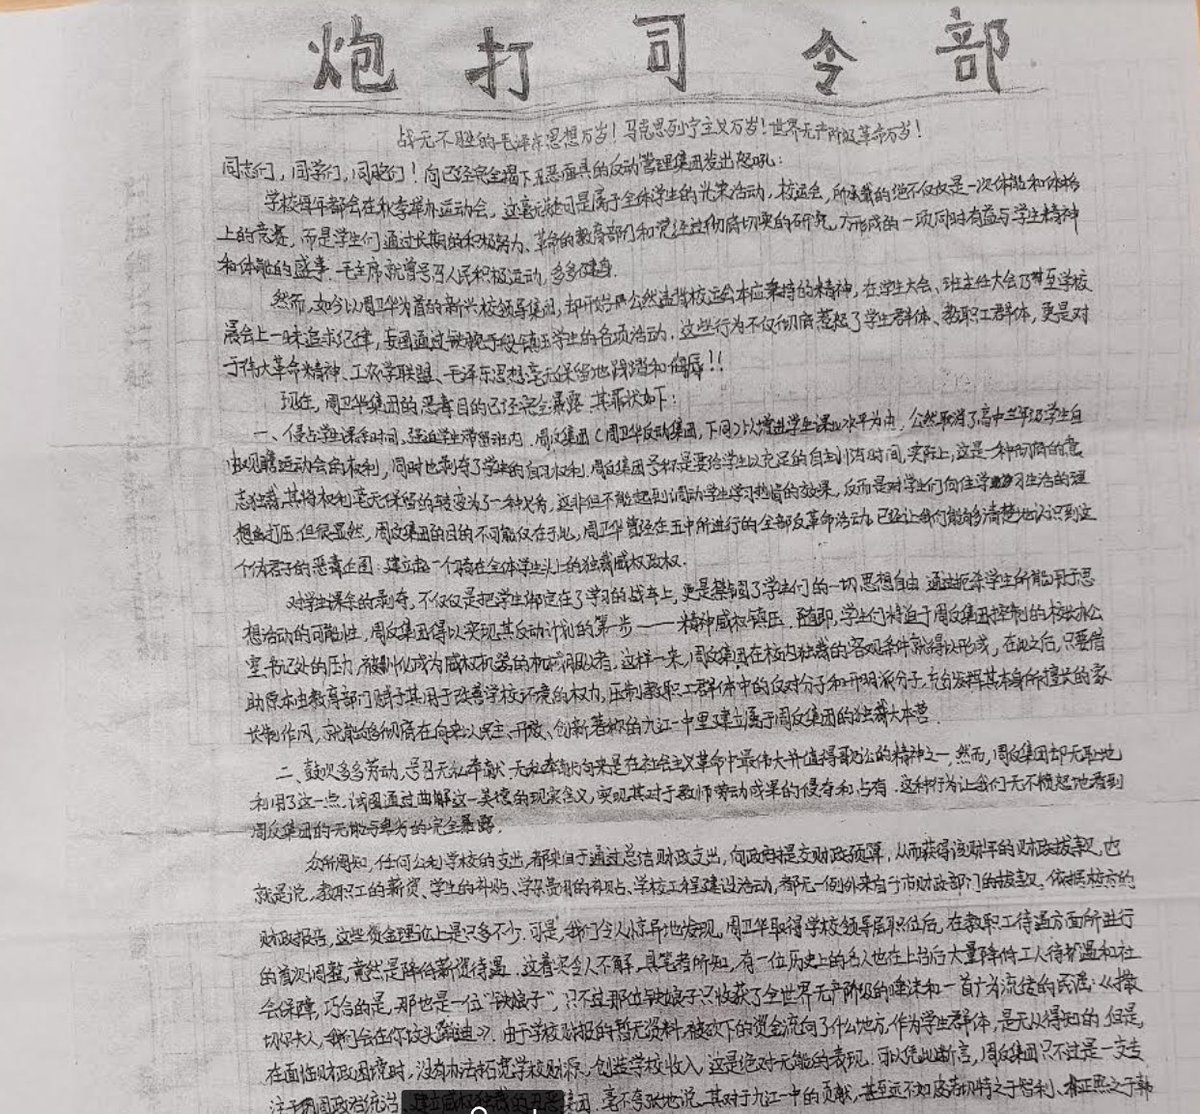 炮打司令部
战无不胜的毛泽东思想万岁!马克思列宁主义万岁!世界无产阶级革命万岁!
同志们,同学们,同胞们!向已经完全揭下丑恶面具的反动管理集团发出怒吼:
学校每年都会在秋季举办运动会,这毫无疑问是属于全体学生的光荣活动,校运会,所承载的绝不仅仅是一次体能和体格
上的竞赛,而是学生们通过长期的积极努力、革命的教育部门和党经过彻底切实的研究,方形成的一项同时有益与学生精神
和体能的盛事.毛主席就曾号召人民积极运动,多多健身.
然而,如今以周卫华为首的新兴校领导集团,却开始公然违背校运会本应秉持的精神,在学生大会、班主任大会乃甚至学校
晨会上一味追求纪律,妄图通过铁腕手段镇压学生的各项活动.这些行为不仅彻底惹怒了学生群体、教职工群体,更是对
于伟大革命精神、工农学联盟、毛泽东思想毫无保留地践踏和侮辱!!
现在,周卫华集团的恶毒目的已经完全暴露.其罪状如下:
一、侵占学生课余时间,强迫学生滞留班内.周反集团(周卫华反动集团,下同)以增进学生课业水平为由,公然取消了高中三年级学生自
由观瞻运动会的权利,同时也剥夺了学生的自习权利.周反集团号称是要给学生以充足的自主时间,实际上,这是一种彻底的意
志独裁,其将权利毫无保留的转变为了一种义务,这非但不能起到调动学生学习热情的效果,反而是对学生们向往学习生活的理
想的打压.但很显然,周反集团的目的不可能仅在于此,周卫华曾经在五中所进行的全部反革命活动,已经让我们能够清楚地认识到这
个伪君子的恶毒企图:建立起一个骑在全体学生头上的独裁威权政权.
对学生课余的剥夺,不仅仅是把学生绑定在了学习的战车上,更是禁锢了学生们的一切思想自由.通过扼杀学生所能用于思
想活动的可能性,周反集团得以实现其反动计划的第一步——精神威权镇压.随即,学生们将迫于周反集团控制的校办公
室、书记处的压力,被驯化成为威权机器的机械服从者.这样一来,周反集团在校内独裁的客观条件就得以形成,在此之后,只要借
助原本由教育部门赋予其用于改善学校环境的权力,压制教职工群体中的反对分子和开明派分子,充分发挥其本身所擅长的家
长制作风,就能够彻底在向来以民主、开放、创新著称的九江一中里建立属于周反集团的独裁大本营.
二、鼓吹多多劳动,号召无私奉献.无私奉献向来是在社会主义革命中最伟大并值得歌讼的精神之一,然而,周反集团却无耻地
利用了这一点.试图通过曲解这一美德的现实含义,实现其对于教师劳动成果的侵吞和占有.这种行为让我们无不愤怒地看到
周反集团的无能与卑劣的完全暴露.
众所周知,任何公利学校的支出,都来自于通过总结财政支出,向政府提交财政预算,从而获得该财年的财政拨款,也
就是说,教职工的薪资、学生的补贴、学杂费用的补贴、学校工程建设活动,都无一例外来自于市财政部门的拨款.依据校方的
财政报告,这些资金理论上是只多不少.可是,我们令人惊异地发现,周卫华取得学校领导层职位后,在教职工待遇方面所进行
的首次调整,竟然是降低薪资待遇.这着实令人不解.具笔者所知,有一位历史上的名人也在上台后大量降低工人待遇和社
会保障,巧合的是,那也是一位“铁娘子”,只不过那位铁娘子只收获了全世界无产阶级的唾沫和一首广为流传的民谣:《撒
切尔夫人,我们会在你坟头蹦迪》.由于学校财报的暂无资料,被砍下的资金流向了什么地方,作为学生群体,是无从得知的.但是,
在面临财政困境时,没有办法拓宽学校财源,创造学校收入,这是绝对无能的表现.可以凭此断言,周反集团只不过是一支专
注于巩固政治统治,建立威权独裁的丑恶集团.毫不夸张地说,其对于九江一中的贡献,甚至远不如皮诺切特之于智利、朴正熙之于韩